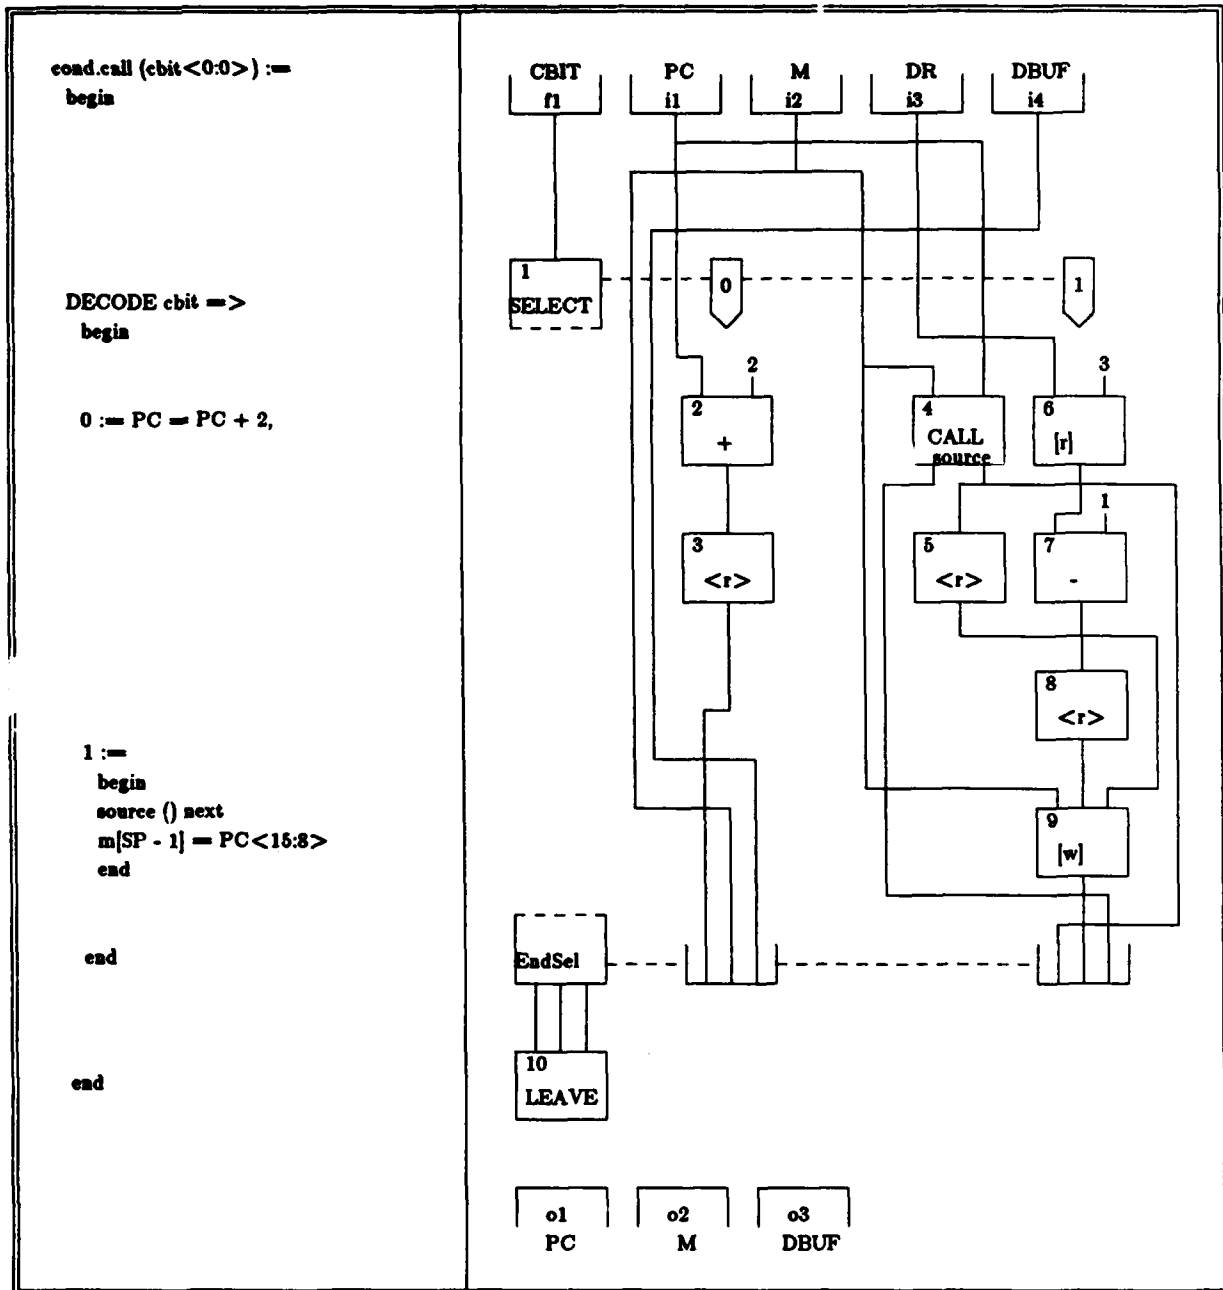 cond.call (cbit<0:0>) :=
begin
DECODE cbit =>
begin
0 := PC = PC + 2,
1 :=
begin
source () next
m[SP - 1] = PC<15:8>
end
end
end
CBIT PC M DR DBUF
f1 i1 i2 i3 i4
1
SELECT
0
1
2
3
2
+
4
CALL
source
6
[r]
1
3
<r>
5
<r>
7
-
8
<r>
9
[w]
EndSel
10
LEAVE
o1 o2 o3
PC M DBUF